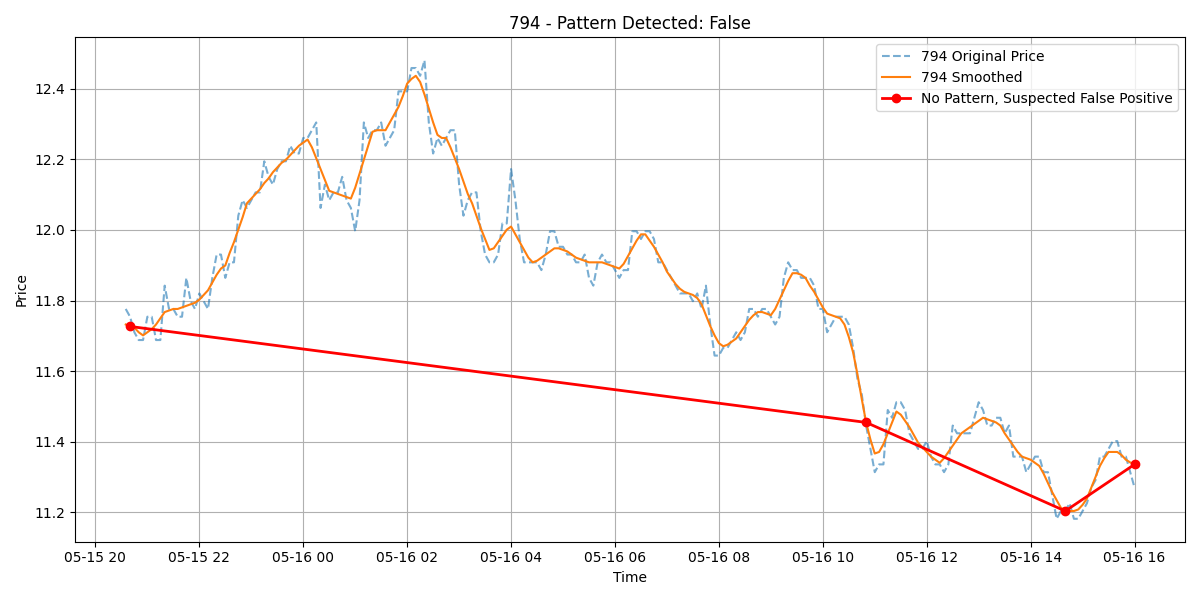 794 - Pattern Detected: False
794 Original Price
794 Smoothed
No Pattern, Suspected False Positive
Price
12.4
12.2
12.0
11.8
11.6
11.4
11.2
05-15 20 05-15 22 05-16 00 05-16 02 05-16 04 05-16 06 05-16 08 05-16 10 05-16 12 05-16 14 05-16 16
Time